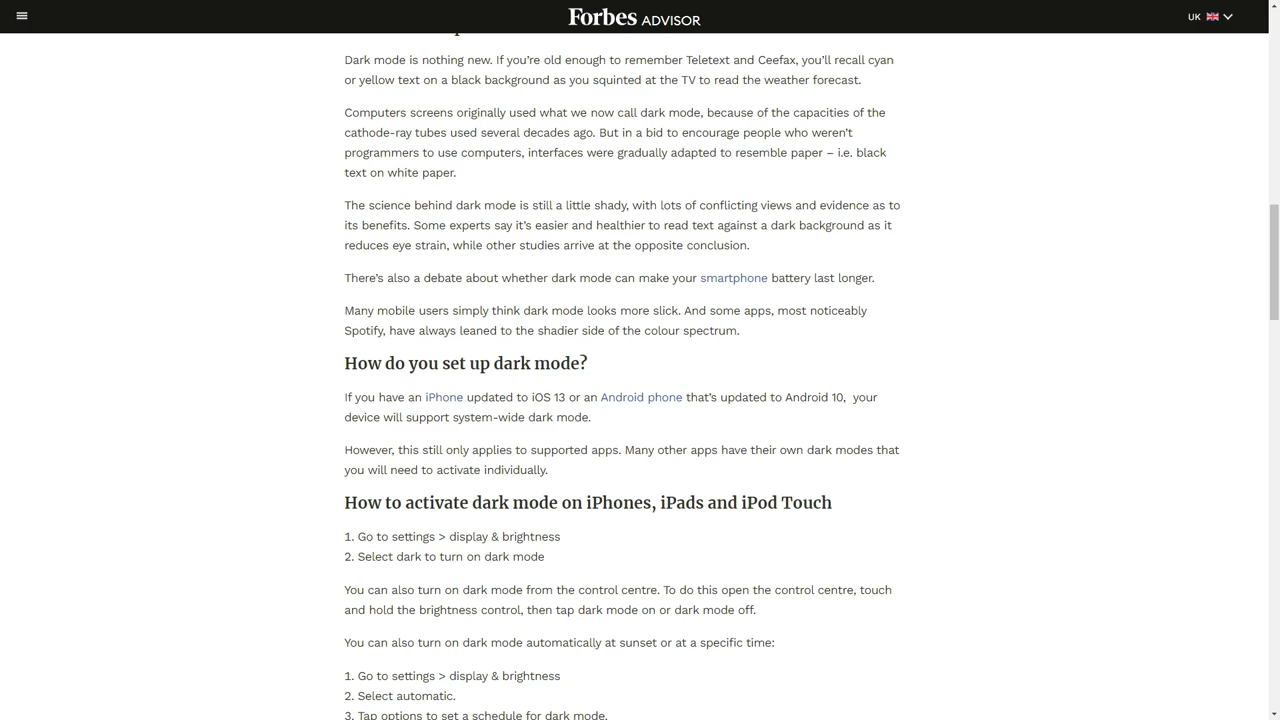 Forbes ADVISOR
UK
Dark mode is nothing new. If you’re old enough to remember Teletext and Ceefax, you’ll recall cyan
or yellow text on a black background as you squinted at the TV to read the weather forecast.
Computers screens originally used what we now call dark mode, because of the capacities of the
cathode-ray tubes used several decades ago. But in a bid to encourage people who weren’t
programmers to use computers, interfaces were gradually adapted to resemble paper – i.e. black
text on white paper.
The science behind dark mode is still a little shady, with lots of conflicting views and evidence as to
its benefits. Some experts say it’s easier and healthier to read text against a dark background as it
reduces eye strain, while other studies arrive at the opposite conclusion.
There’s also a debate about whether dark mode can make your smartphone battery last longer.
Many mobile users simply think dark mode looks more slick. And some apps, most noticeably
Spotify, have always leaned to the shadier side of the colour spectrum.
How do you set up dark mode?
If you have an iPhone updated to iOS 13 or an Android phone that’s updated to Android 10,  your
device will support system-wide dark mode.
However, this still only applies to supported apps. Many other apps have their own dark modes that
you will need to activate individually.
How to activate dark mode on iPhones, iPads and iPod Touch
1. Go to settings > display & brightness
2. Select dark to turn on dark mode
You can also turn on dark mode from the control centre. To do this open the control centre, touch
and hold the brightness control, then tap dark mode on or dark mode off.
You can also turn on dark mode automatically at sunset or at a specific time:
1. Go to settings > display & brightness
2. Select automatic.
3. Tap options to set a schedule for dark mode.